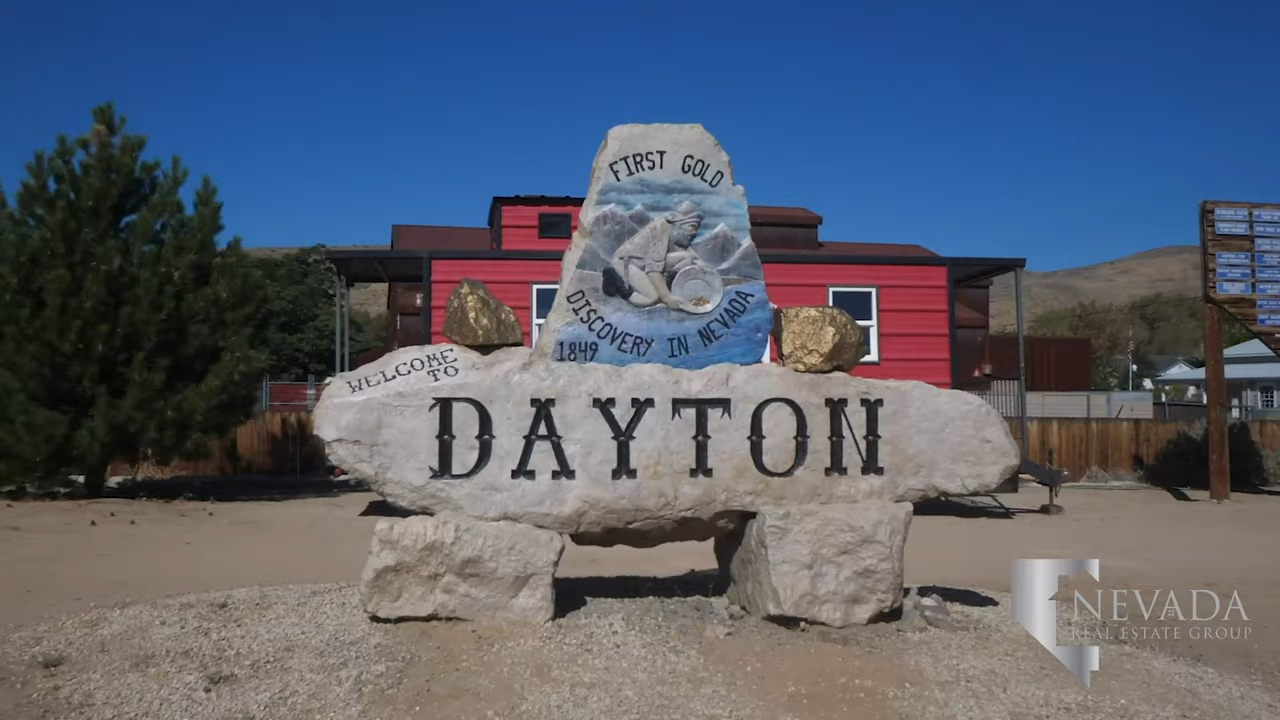 FIRST GOLD
DISCOVERY IN NEVADA
1849
WELCOME
TO
DAYTON
NEVADA
REAL ESTATE GROUP